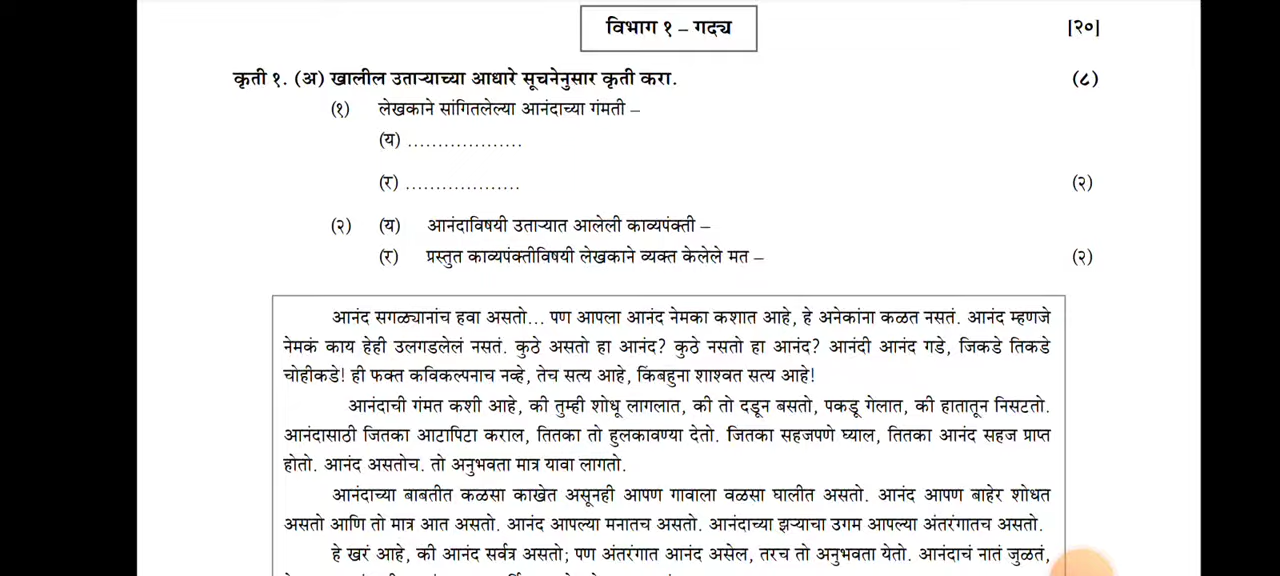 विभाग १ – गद्य
[२०]
कृती १. (अ) खालील उताऱ्याच्या आधारे सूचनेनुसार कृती करा. (८)
(१) लेखकाने सांगितलेल्या आनंदाच्या गंमती –
(य) ...................
(र) ................... (२)
(२) (य) आनंदाविषयी उताऱ्यात आलेली काव्यपंक्ती –
(र) प्रस्तुत काव्यपंक्तीविषयी लेखकाने व्यक्त केलेले मत – (२)
आनंद सगळ्यानांच हवा असतो... पण आपला आनंद नेमका कशात आहे, हे अनेकांना कळत नसतं. आनंद म्हणजे
नेमकं काय हेही उलगडलेलं नसतं. कुठे असतो हा आनंद? कुठे नसतो हा आनंद? आनंदी आनंद गडे, जिकडे तिकडे
चोहीकडे! ही फक्त कविकल्पनाच नव्हे, तेच सत्य आहे, किंबहुना शाश्वत सत्य आहे!
आनंदाची गंमत कशी आहे, की तुम्ही शोधू लागलात, की तो दडून बसतो, पकडू गेलात, की हातातून निसटतो.
आनंदासाठी जितका आटापिटा कराल, तितका तो हुलकावण्या देतो. जितका सहजपणे घ्याल, तितका आनंद सहज प्राप्त
होतो. आनंद असतोच. तो अनुभवता मात्र यावा लागतो.
आनंदाच्या बाबतीत कळसा काखेत असूनही आपण गावाला वळसा घालीत असतो. आनंद आपण बाहेर शोधत
असतो आणि तो मात्र आत असतो. आनंद आपल्या मनातच असतो. आनंदाच्या झऱ्याचा उगम आपल्या अंतरंगातच असतो.
हे खरं आहे, की आनंद सर्वत्र असतो; पण अंतरंगात आनंद असेल, तरच तो अनुभवता येतो. आनंदाचं नातं जुळतं,